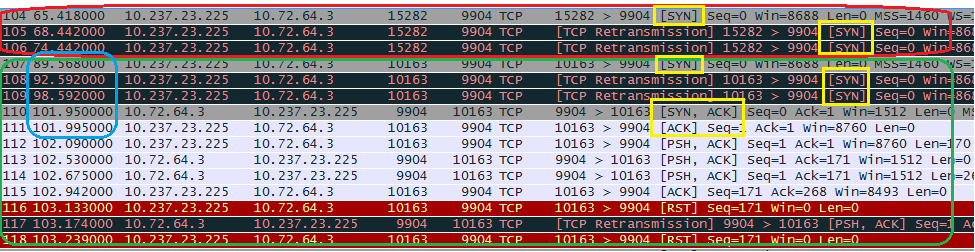 104 65.418000 10.237.23.225 10.72.64.3 15282 9904 TCP 15282 > 9904 [SYN] Seq=0 Win=8688 Len=0 MSS=1460 WS=1
105 68.442000 10.237.23.225 10.72.64.3 15282 9904 TCP [TCP Retransmission] 15282 > 9904 [SYN] Seq=0 Win=868
106 74.442000 10.237.23.225 10.72.64.3 15282 9904 TCP [TCP Retransmission] 15282 > 9904 [SYN] Seq=0 Win=868
107 89.568000 10.237.23.225 10.72.64.3 10163 9904 TCP 10163 > 9904 [SYN] Seq=0 Win=8688 Len=0 MSS=1460 WS=1
108 92.592000 10.237.23.225 10.72.64.3 10163 9904 TCP [TCP Retransmission] 10163 > 9904 [SYN] Seq=0 Win=868
109 98.592000 10.237.23.225 10.72.64.3 10163 9904 TCP [TCP Retransmission] 10163 > 9904 [SYN] Seq=0 Win=868
110 101.950000 10.72.64.3 10.237.23.225 9904 10163 TCP 9904 > 10163 [SYN, ACK] Seq=0 Ack=1 Win=1512 Len=0 MS
111 101.995000 10.237.23.225 10.72.64.3 10163 9904 TCP 10163 > 9904 [ACK] Seq=1 Ack=1 Win=8760 Len=0
112 102.090000 10.237.23.225 10.72.64.3 10163 9904 TCP 10163 > 9904 [PSH, ACK] Seq=1 Ack=1 Win=8760 Len=170
113 102.530000 10.72.64.3 10.237.23.225 9904 10163 TCP 9904 > 10163 [PSH, ACK] Seq=1 Ack=171 Win=1512 Len=0
114 102.675000 10.72.64.3 10.237.23.225 9904 10163 TCP 9904 > 10163 [PSH, ACK] Seq=1 Ack=171 Win=1512 Len=26
115 102.942000 10.237.23.225 10.72.64.3 10163 9904 TCP 10163 > 9904 [ACK] Seq=171 Ack=268 Win=8493 Len=0
116 103.133000 10.237.23.225 10.72.64.3 10163 9904 TCP 10163 > 9904 [RST] Seq=171 Win=0 Len=0
117 103.174000 10.72.64.3 10.237.23.225 9904 10163 TCP [TCP Retransmission] 9904 > 10163 [PSH, ACK] Seq=1 Ack
118 103.239000 10.237.23.225 10.72.64.3 10163 9904 TCP 10163 > 9904 [RST] Seq=171 Win=0 Len=0